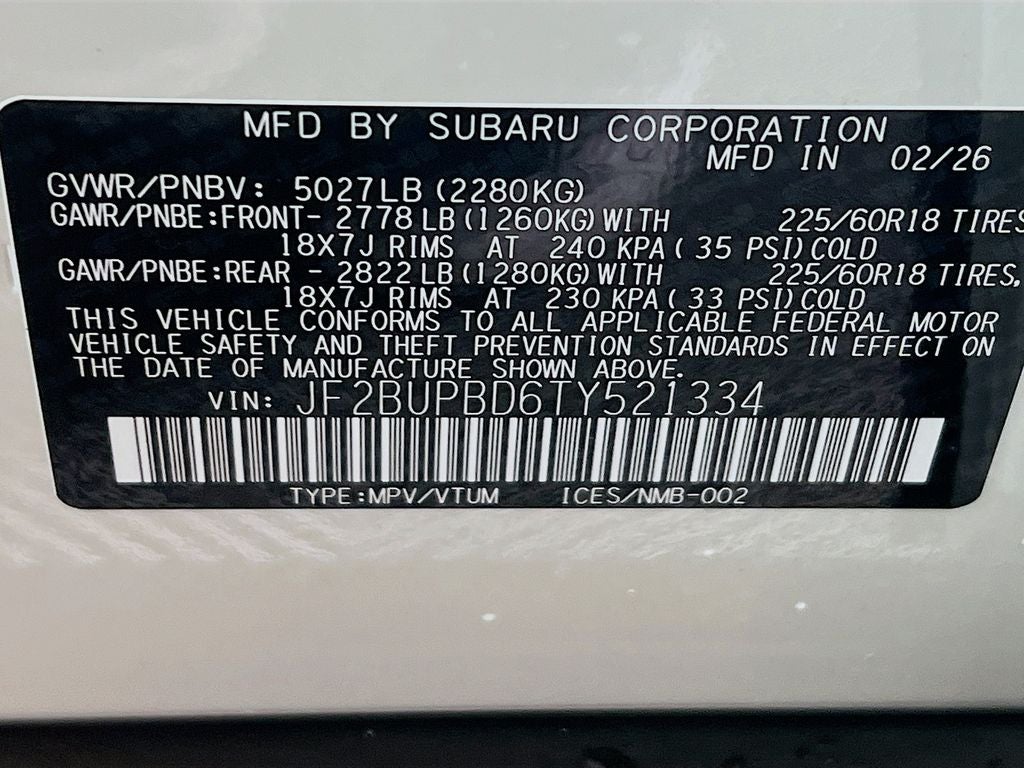 MFD BY SUBARU CORPORATION
MFD IN 02/26
GVWR/PNBV: 5027LB (2280KG)
GAWR/PNBE:FRONT- 2778 LB (1260KG) WITH 225/60R18 TIRES
18X7J RIMS AT 240 KPA ( 35 PSI) COLD
GAWR/PNBE:REAR - 2822 LB (1280KG) WITH 225/60R18 TIRES,
18X7J RIMS AT 230 KPA ( 33 PSI) COLD
THIS VEHICLE CONFORMS TO ALL APPLICABLE FEDERAL MOTOR
VEHICLE SAFETY AND THEFT PREVENTION STANDARDS IN EFFECT ON
THE DATE OF MANUFACTURE SHOWN ABOVE.
VIN: JF2BUPBD6TY521334
TYPE:MPV/VTUM ICES/NMB-002